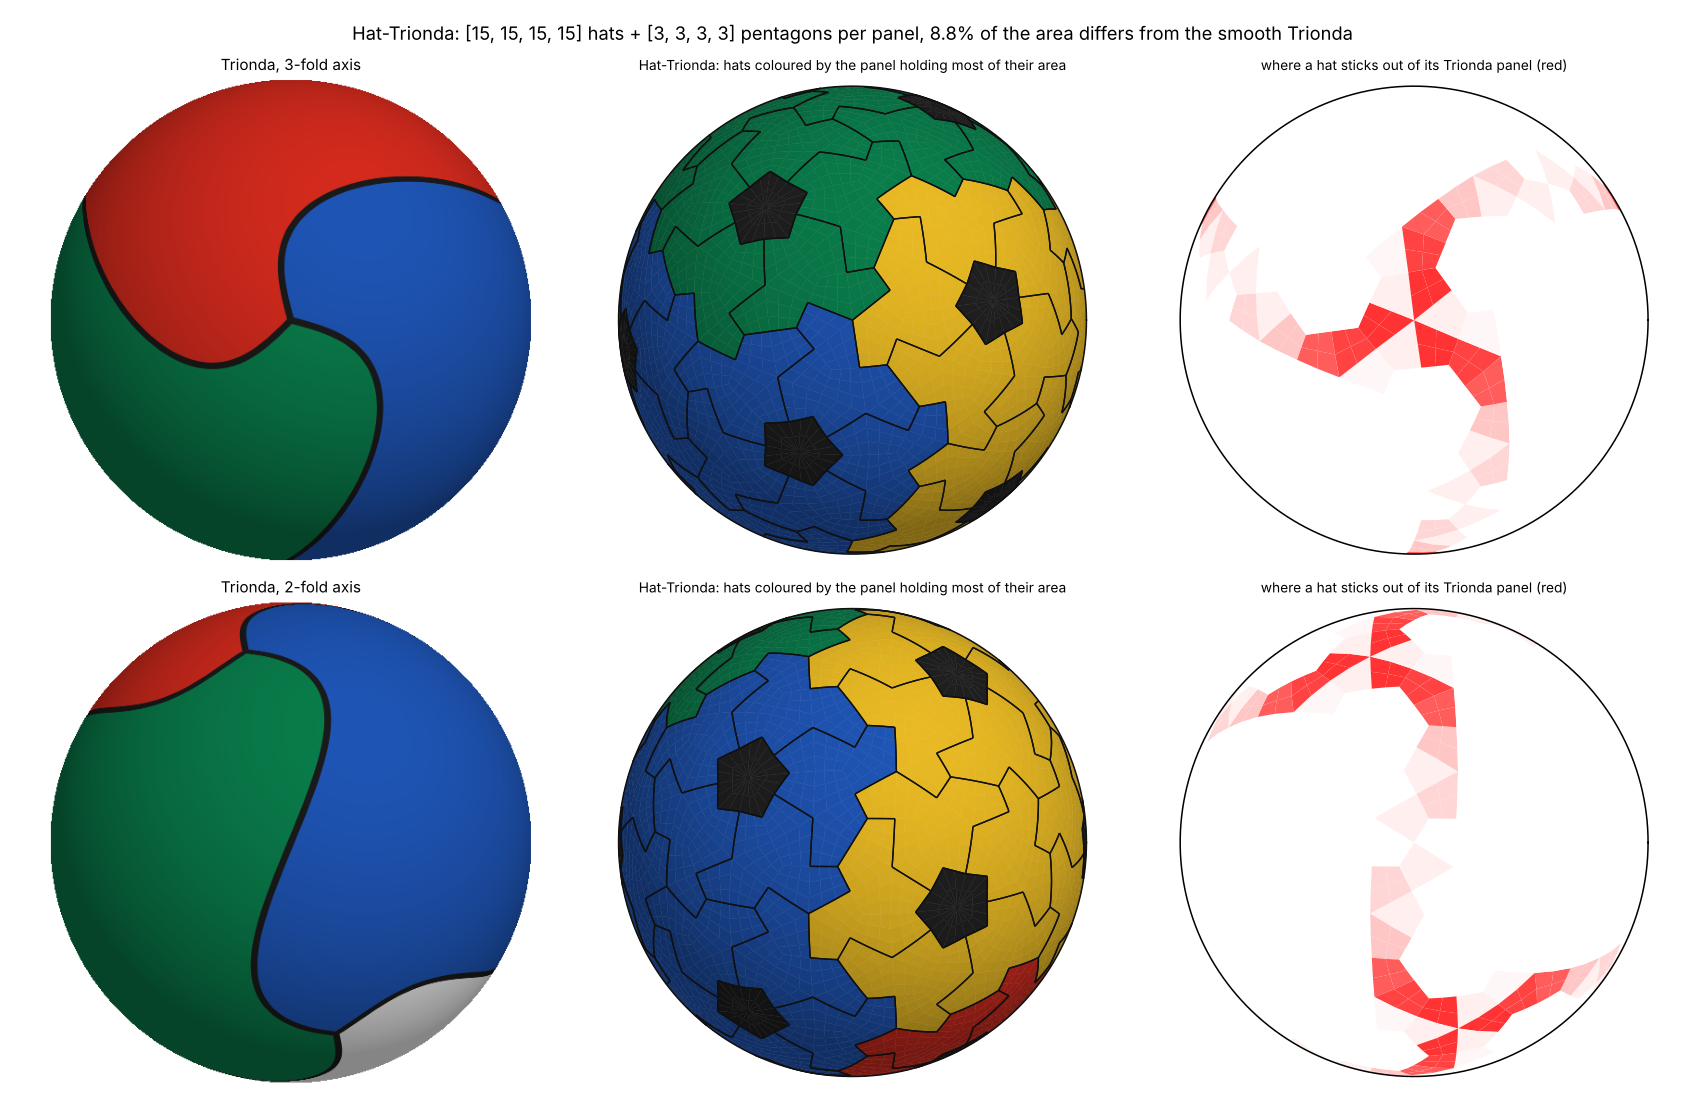 Hat-Trionda: [15, 15, 15, 15] hats + [3, 3, 3, 3] pentagons per panel, 8.8% of the area differs from the smooth Trionda
Trionda, 3-fold axis
Hat-Trionda: hats coloured by the panel holding most of their area
where a hat sticks out of its Trionda panel (red)
Trionda, 2-fold axis
Hat-Trionda: hats coloured by the panel holding most of their area
where a hat sticks out of its Trionda panel (red)